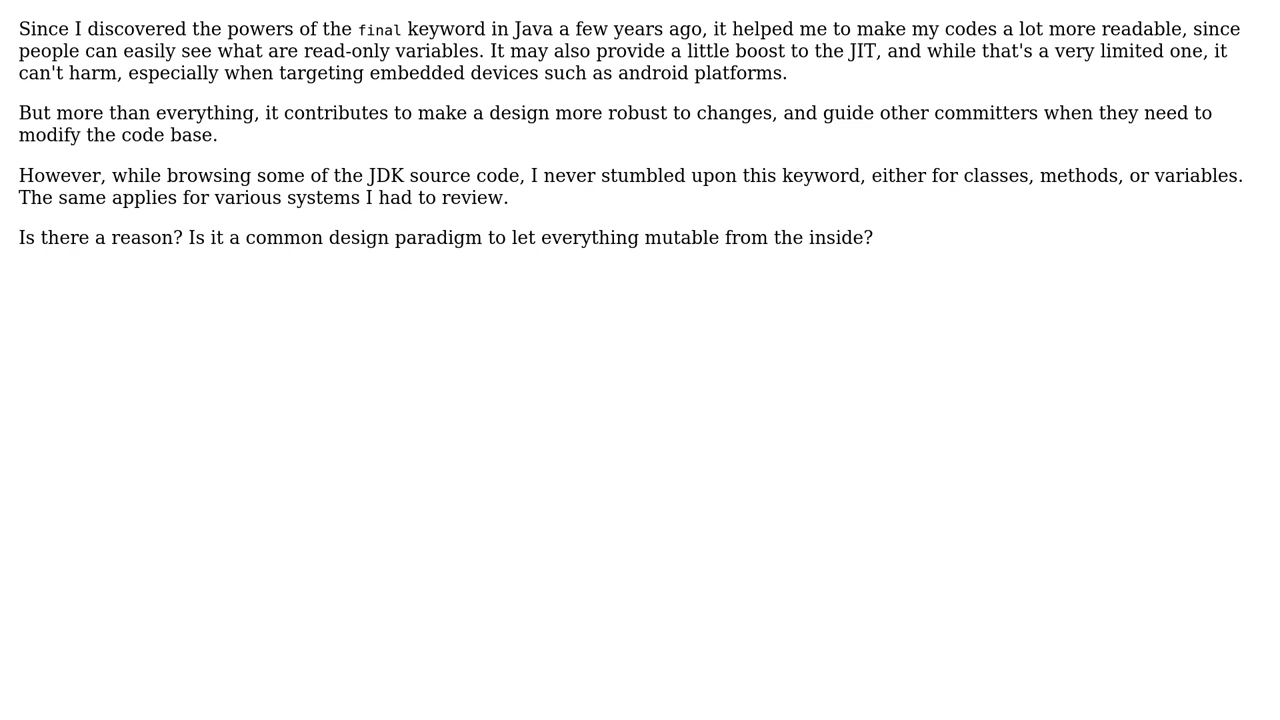 Since I discovered the powers of the final keyword in Java a few years ago, it helped me to make my codes a lot more readable, since
people can easily see what are read-only variables. It may also provide a little boost to the JIT, and while that's a very limited one, it
can't harm, especially when targeting embedded devices such as android platforms.
But more than everything, it contributes to make a design more robust to changes, and guide other committers when they need to
modify the code base.
However, while browsing some of the JDK source code, I never stumbled upon this keyword, either for classes, methods, or variables.
The same applies for various systems I had to review.
Is there a reason? Is it a common design paradigm to let everything mutable from the inside?